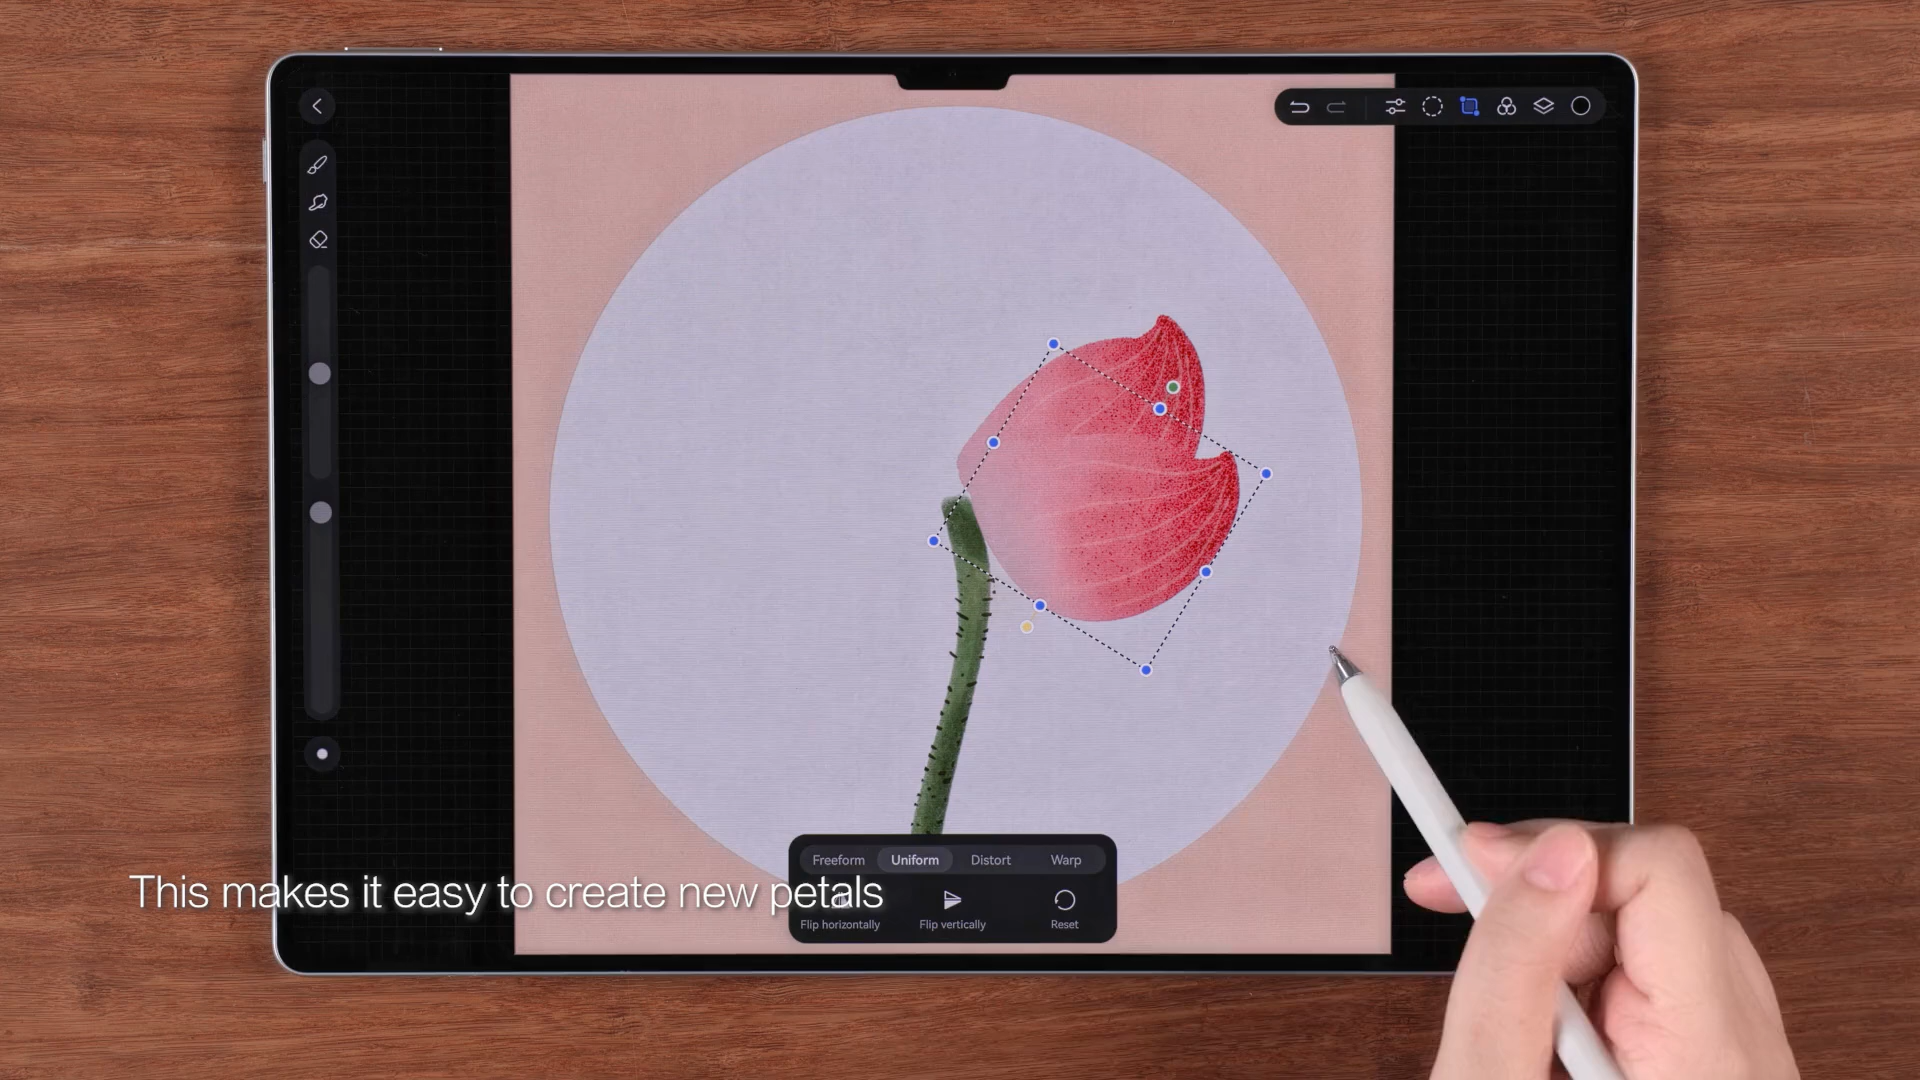 Freeform Uniform Distort Warp
This makes it easy to create new petals
Flip horizontally Flip vertically Reset